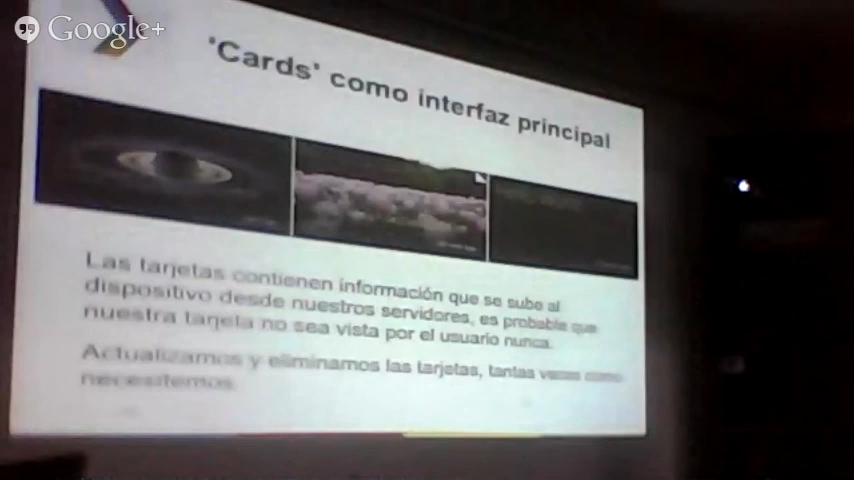 Google+
'Cards' como interfaz principal
Las tarjetas contienen información que se sube al
dispositivo desde nuestros servidores, es probable que
nuestra tarjeta no sea vista por el usuario nunca.
Actualizamos y eliminamos las tarjetas, tantas veces como
necesitemos.